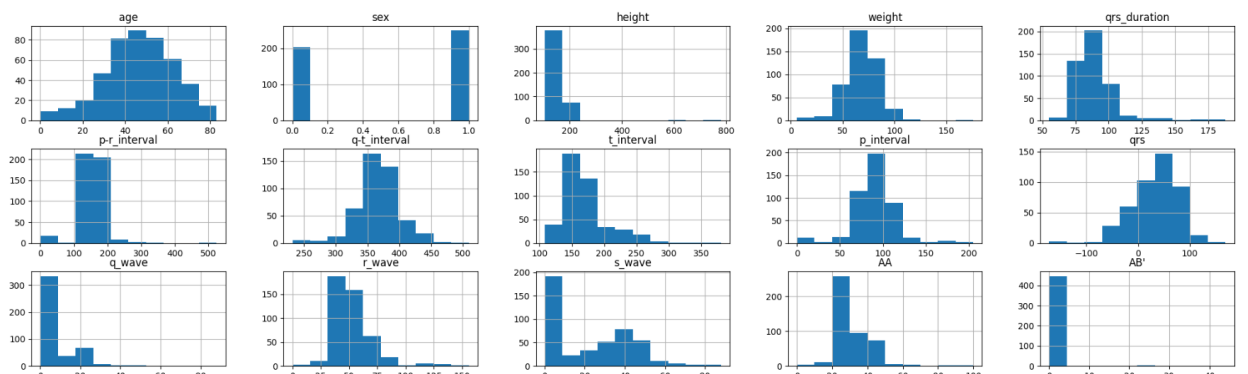 age sex height weight qrs_duration
80 60 40 20 0
200 100 0
300 200 100 0
200 150 100 50 0
200 150 100 50 0
0 20 40 60 80
0.0 0.2 0.4 0.6 0.8 1.0
200 400 600 800
50 100 150
50 75 100 125 150 175
p-r_interval q-t_interval t_interval p_interval qrs
200 150 100 50 0
150 100 50 0
150 100 50 0
200 150 100 50 0
150 100 50 0
0 100 200 300 400 500
250 300 350 400 450 500
100 150 200 250 300 350
0 50 100 150 200
−100 0 100
q_wave r_wave s_wave AA AB'
300 200 100 0
150 100 50 0
200 150 100 50 0
200 100 0
400 300 200 100 0